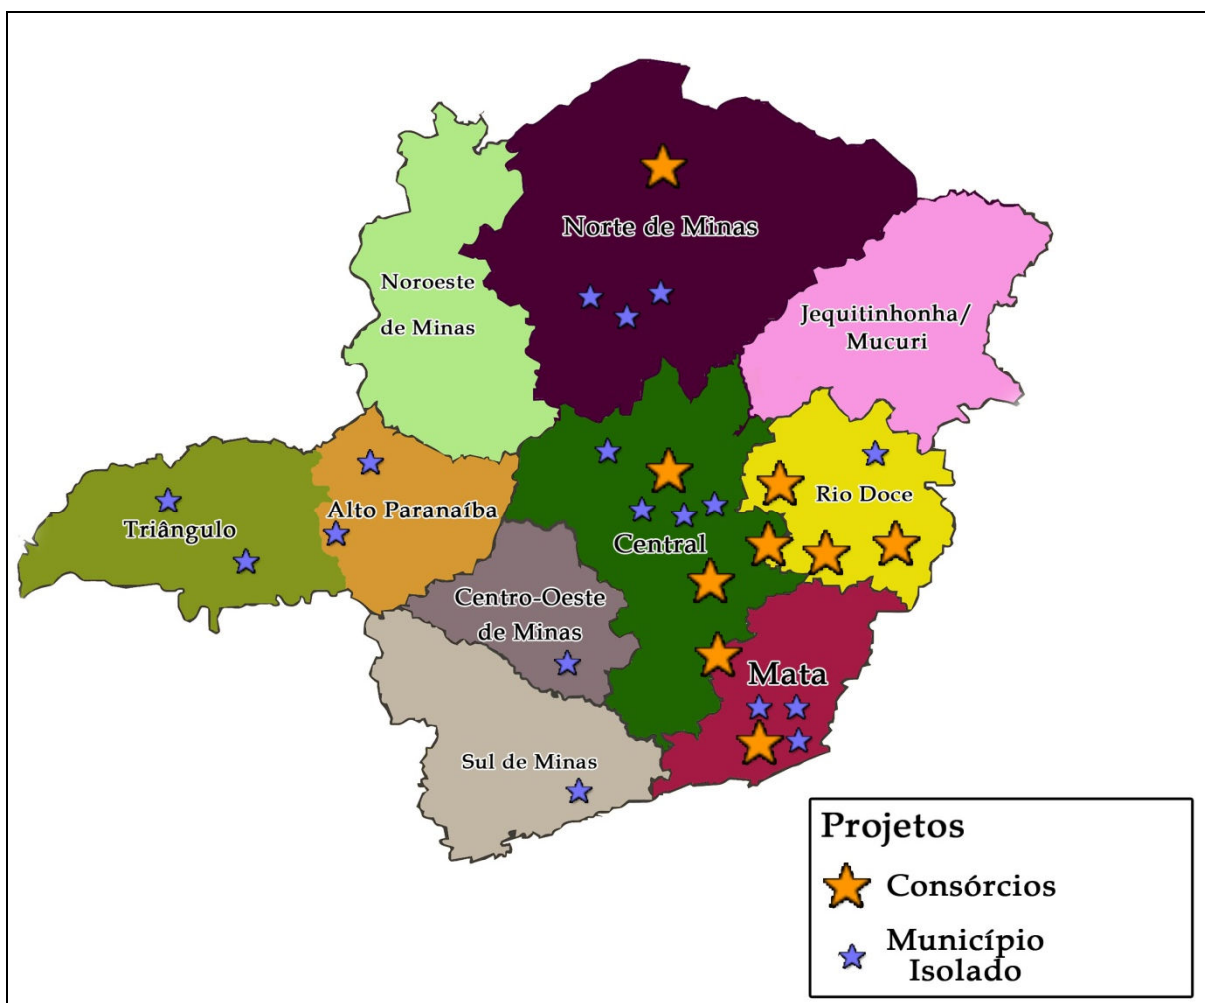 Norte de Minas
Noroeste
de Minas
Jequitinhonha/
Mucuri
Rio Doce
Alto Paranaíba
Triângulo
Central
Centro-Oeste
de Minas
Mata
Sul de Minas
Projetos
Consórcios
Município
Isolado